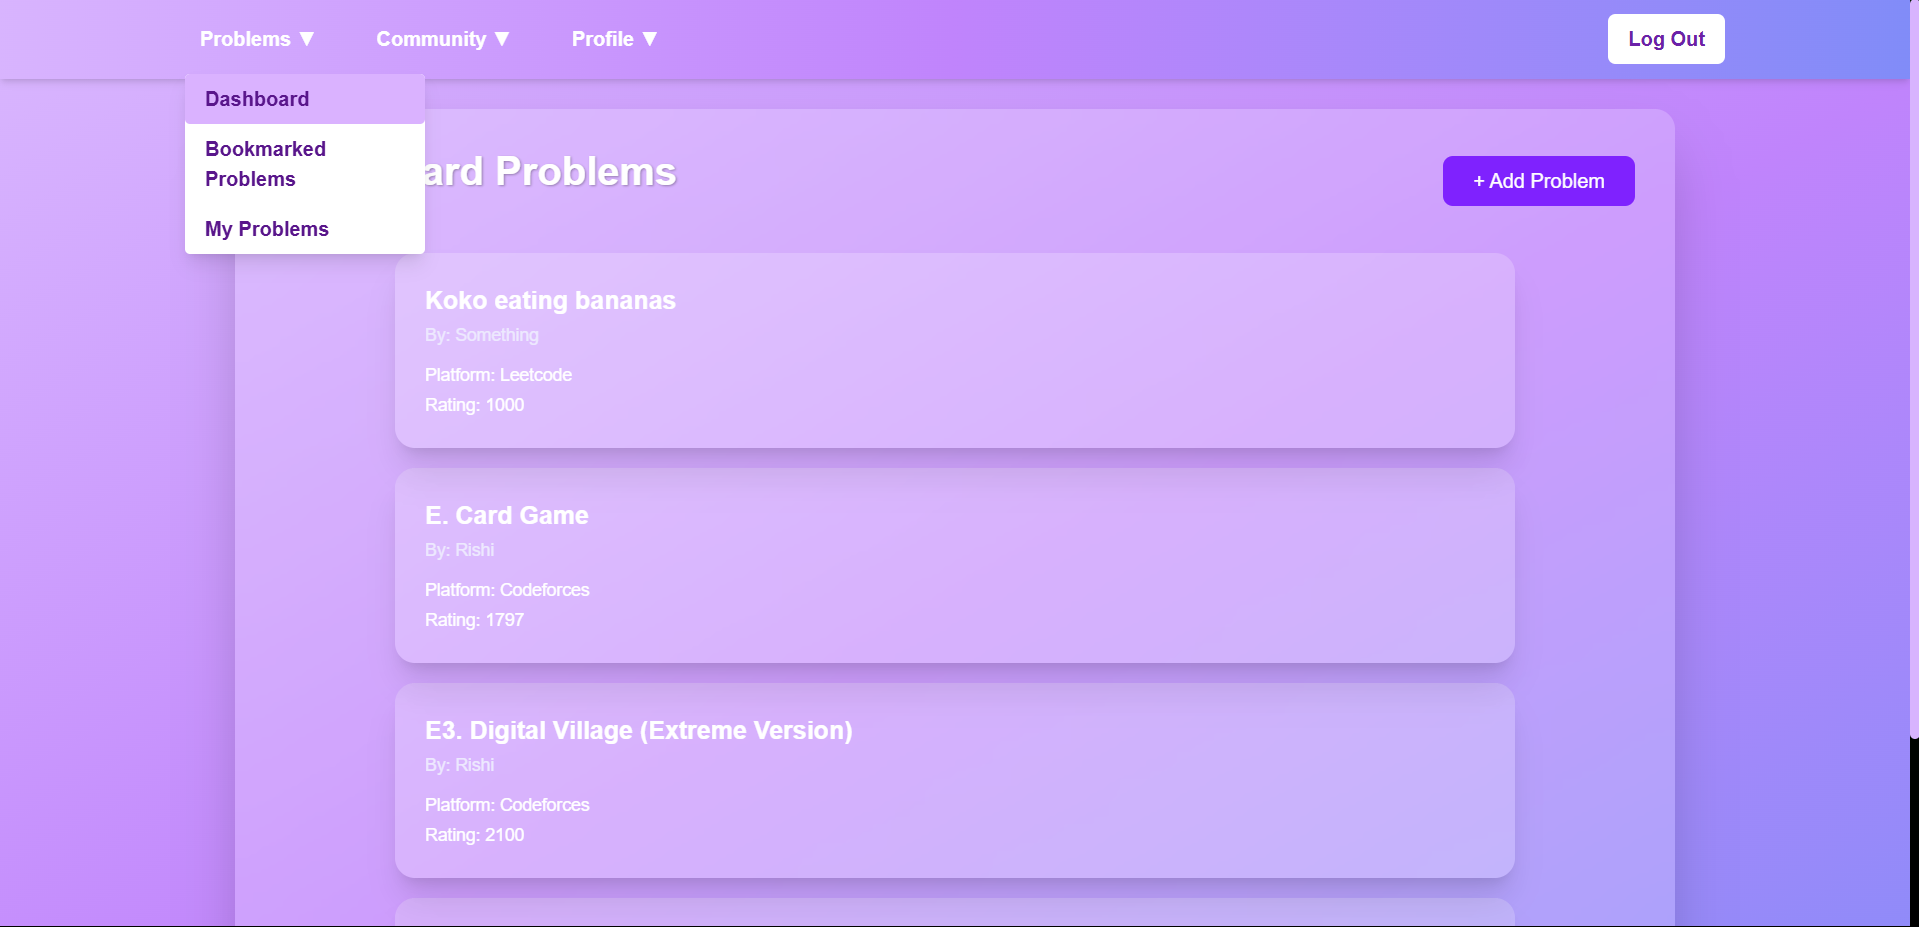 Problems ▼ Community ▼ Profile ▼ Log Out
Dashboard
Bookmarked
Problems
My Problems
Problems
+ Add Problem
Koko eating bananas
By: Something
Platform: Leetcode
Rating: 1000
E. Card Game
By: Rishi
Platform: Codeforces
Rating: 1797
E3. Digital Village (Extreme Version)
By: Rishi
Platform: Codeforces
Rating: 2100